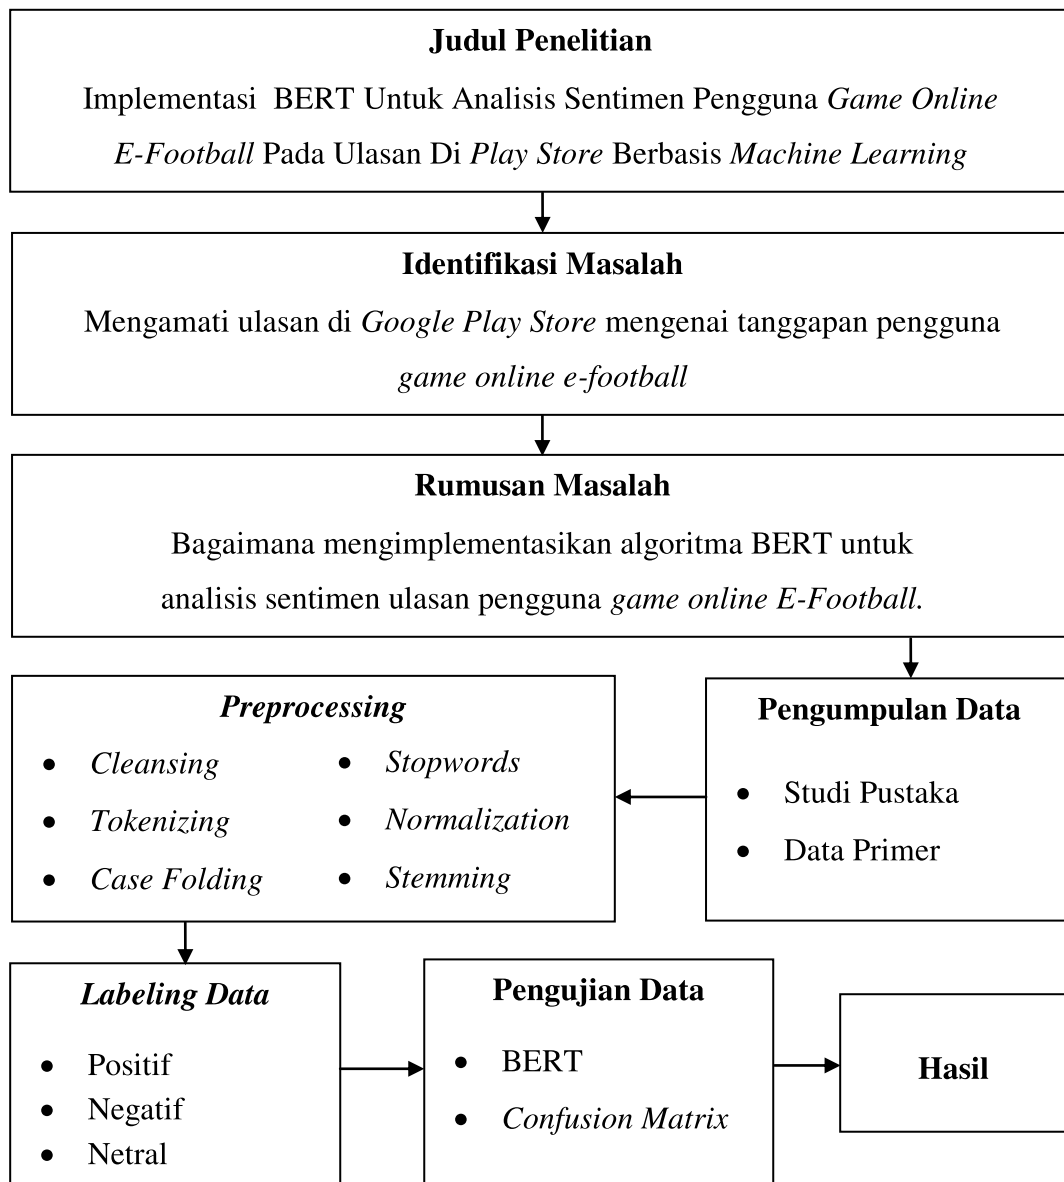 Judul Penelitian
Implementasi BERT Untuk Analisis Sentimen Pengguna Game Online
E-Football Pada Ulasan Di Play Store Berbasis Machine Learning
Identifikasi Masalah
Mengamati ulasan di Google Play Store mengenai tanggapan pengguna
game online e-football
Rumusan Masalah
Bagaimana mengimplementasikan algoritma BERT untuk
analisis sentimen ulasan pengguna game online E-Football.
Pengumpulan Data
• Studi Pustaka
• Data Primer
Preprocessing
• Cleansing
• Tokenizing
• Case Folding
• Stopwords
• Normalization
• Stemming
Labeling Data
• Positif
• Negatif
• Netral
Pengujian Data
• BERT
• Confusion Matrix
Hasil